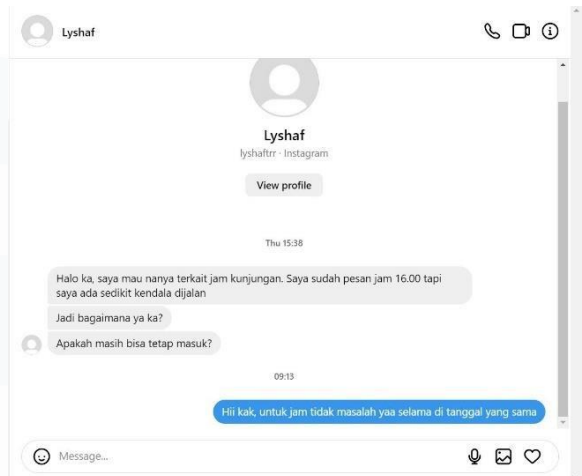 Lyshaf
Lyshaf
lyshaftrr · Instagram
View profile
Thu 15:38
Halo ka, saya mau nanya terkait jam kunjungan. Saya sudah pesan jam 16.00 tapi
saya ada sedikit kendala dijalan
Jadi bagaimana ya ka?
Apakah masih bisa tetap masuk?
09:13
Hii kak, untuk jam tidak masalah yaa selama di tanggal yang sama
Message...